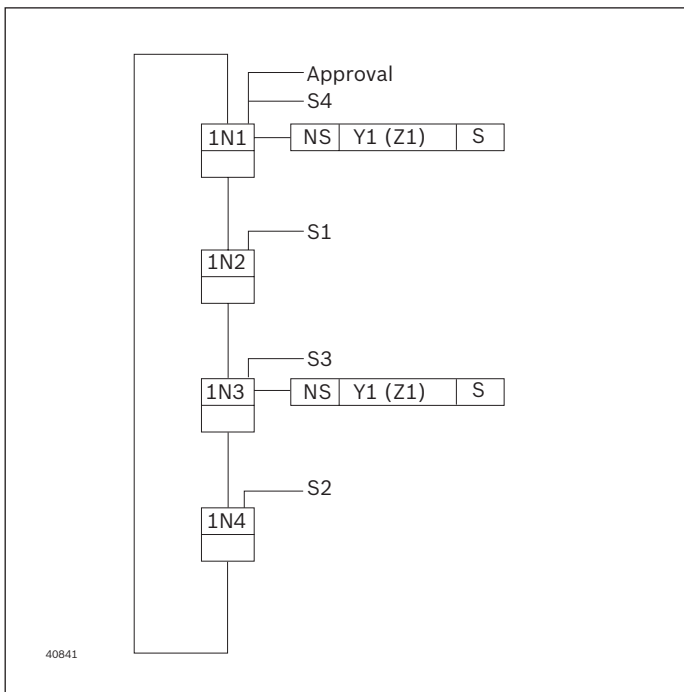 Approval
S4
1N1 NS Y1 (Z1) S
S1
1N2
S3
1N3 NS Y1 (Z1) S
S2
1N4
40841